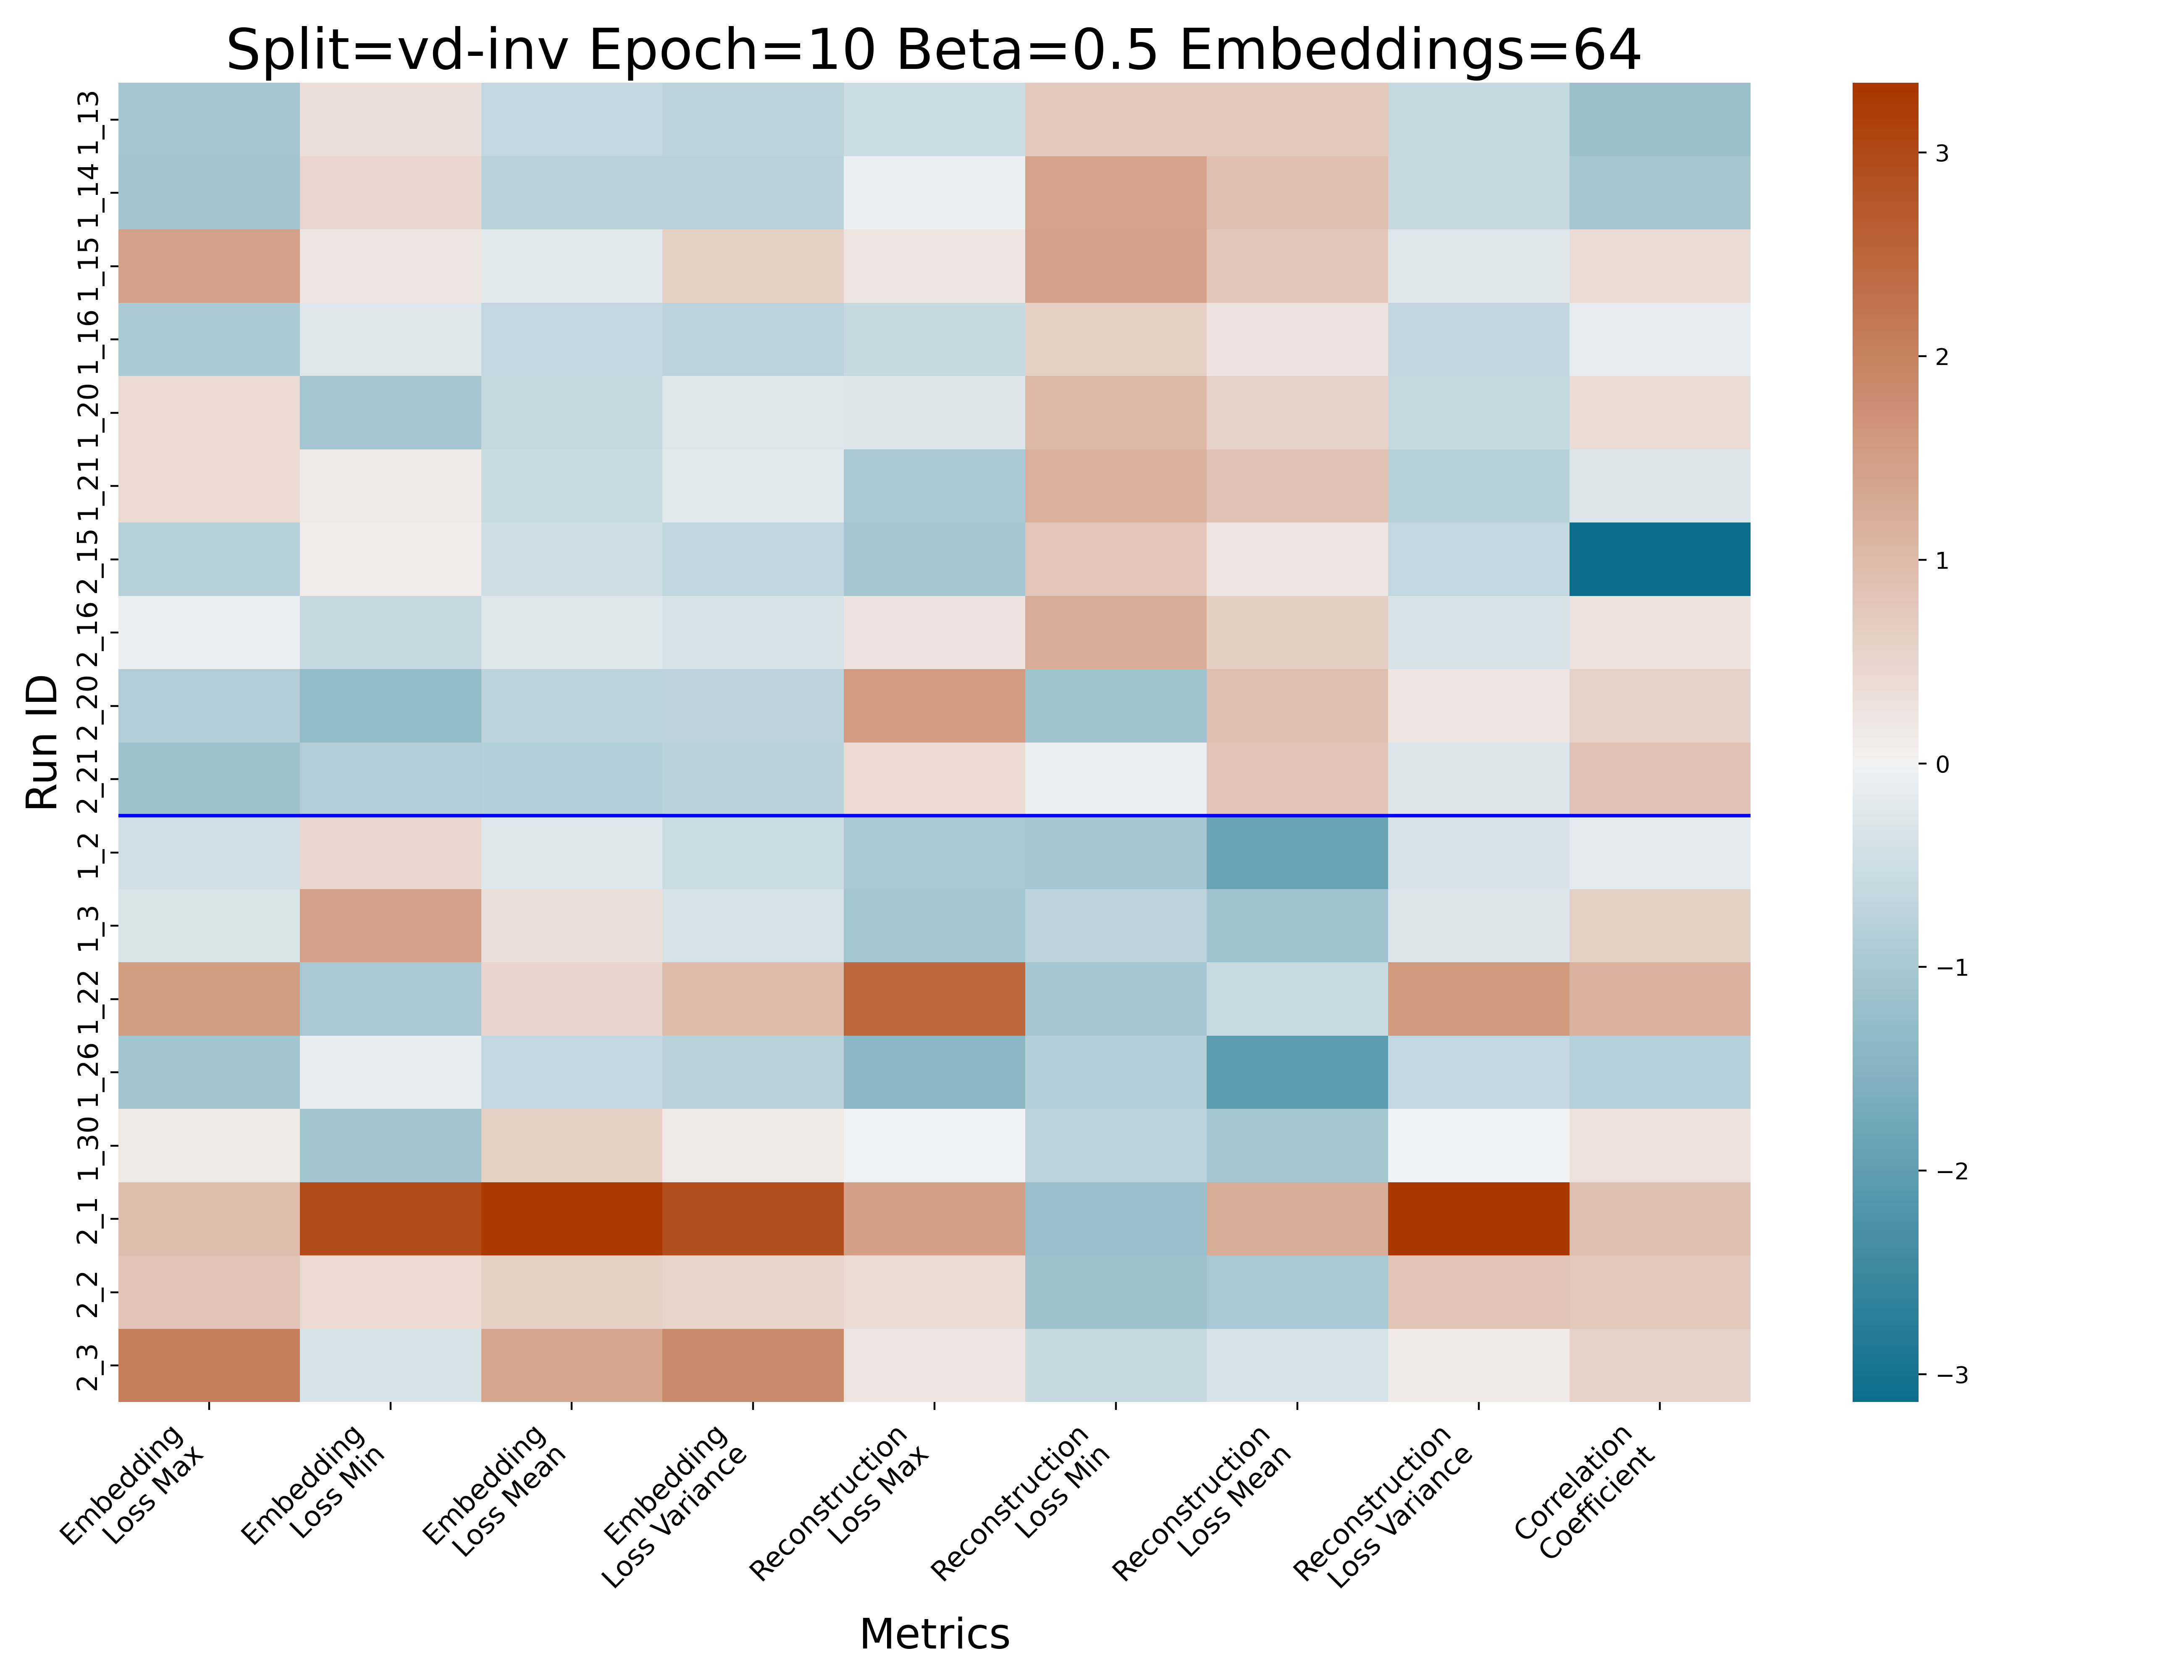 Split=vd-inv Epoch=10 Beta=0.5 Embeddings=64
Run ID
1_13
1_14
1_15
1_16
1_20
1_21
2_15
2_16
2_20
2_21
1_2
1_3
1_22
1_26
1_30
2_1
2_2
2_3
Embedding
Loss Max
Embedding
Loss Min
Embedding
Loss Mean
Embedding
Loss Variance
Reconstruction
Loss Max
Reconstruction
Loss Min
Reconstruction
Loss Mean
Reconstruction
Loss Variance
Correlation
Coefficient
Metrics
3
2
1
0
−1
−2
−3